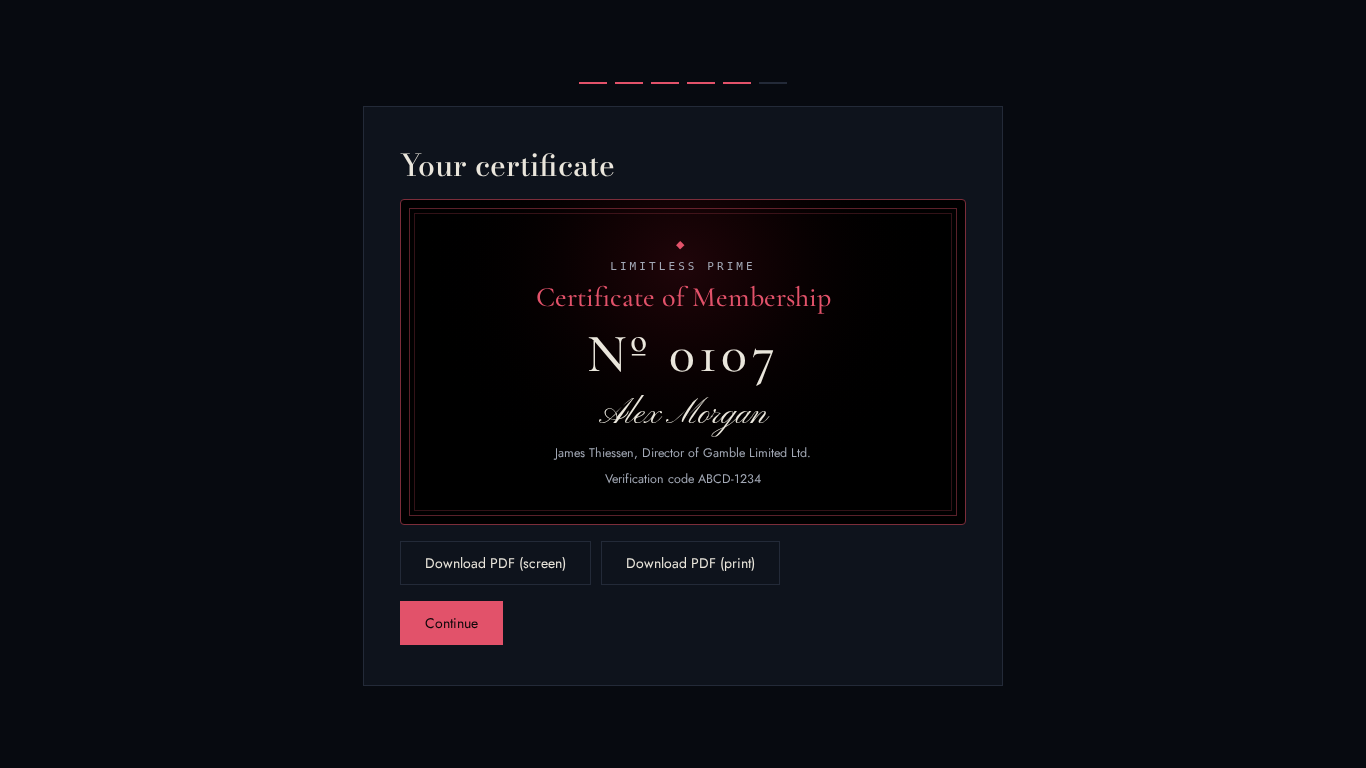 Your certificate
LIMITLESS PRIME
Certificate of Membership
Nº 0107
Alex Morgan
James Thiessen, Director of Gamble Limited Ltd.
Verification code ABCD-1234
Download PDF (screen)
Download PDF (print)
Continue